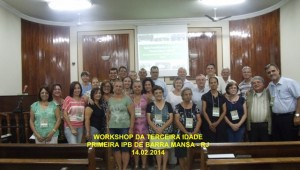 WORKSHOP DA TERCEIRA IDADE
PRIMEIRA IPB DE BARRA MANSA - RJ
14.02.2014